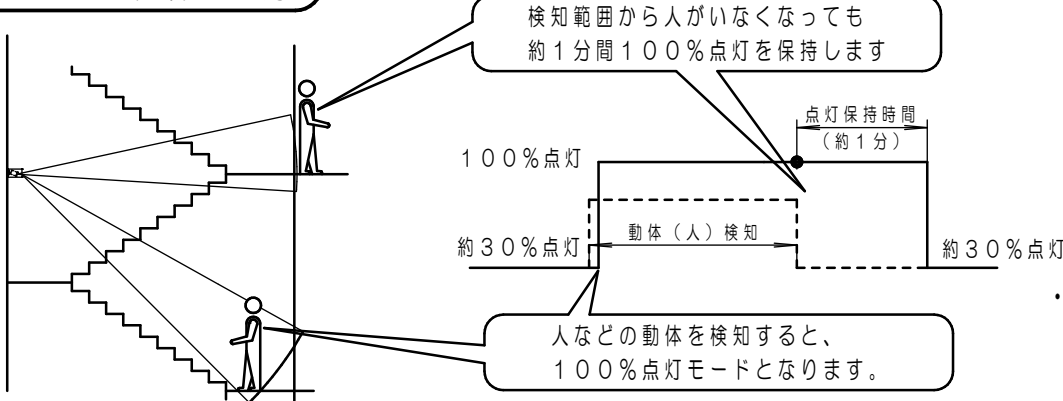 検知範囲から人がいなくなっても
約1分間100%点灯を保持します
点灯保持時間
(約1分)
100%点灯
動体(人)検知
約30%点灯
約30%点灯
人などの動体を検知すると、
100%点灯モードとなります。